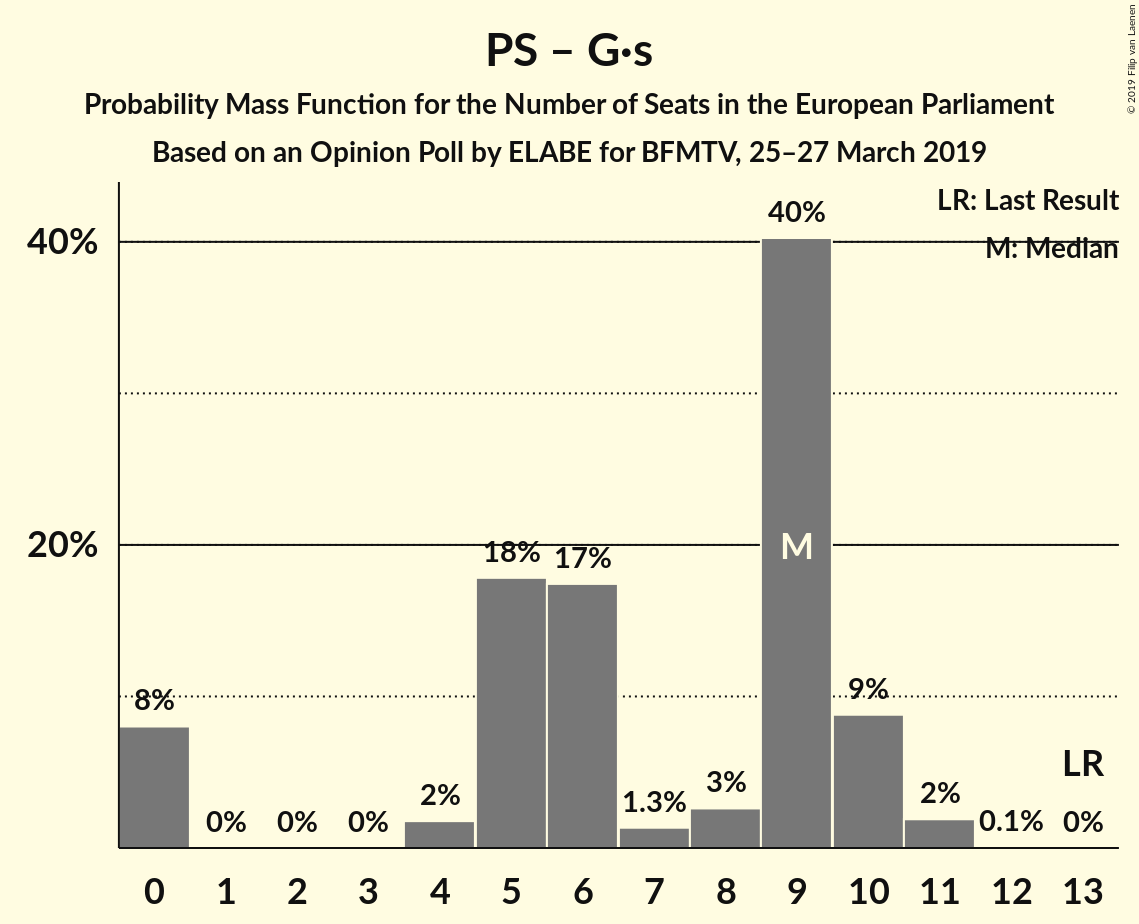 PS – G·s
Probability Mass Function for the Number of Seats in the European Parliament
Based on an Opinion Poll by ELABE for BFMTV, 25–27 March 2019
© 2019 Filip van Laenen
LR: Last Result
M: Median
40%
20%
8%
0%
0%
0%
2%
18%
17%
1.3%
3%
40%
M
9%
2%
0.1%
LR
0%
0 1 2 3 4 5 6 7 8 9 10 11 12 13